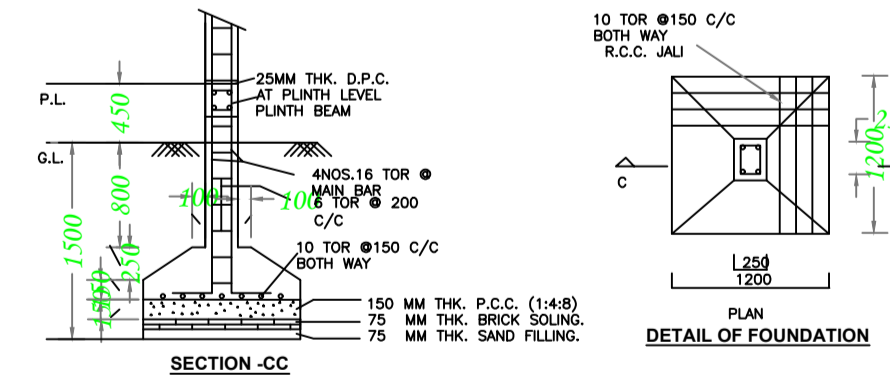 P.L.
450
25MM THK. D.P.C.
AT PLINTH LEVEL
PLINTH BEAM
G.L.
4NOS.16 TOR @
MAIN BAR
100
100
6 TOR @ 200
C/C
800
1500
250
10 TOR @150 C/C
BOTH WAY
150 MM THK. P.C.C. (1:4:8)
75 MM THK. BRICK SOLING.
75 MM THK. SAND FILLING.
SECTION -CC
10 TOR @150 C/C
BOTH WAY
R.C.C. JALI
C
1200
250
1200
PLAN
DETAIL OF FOUNDATION